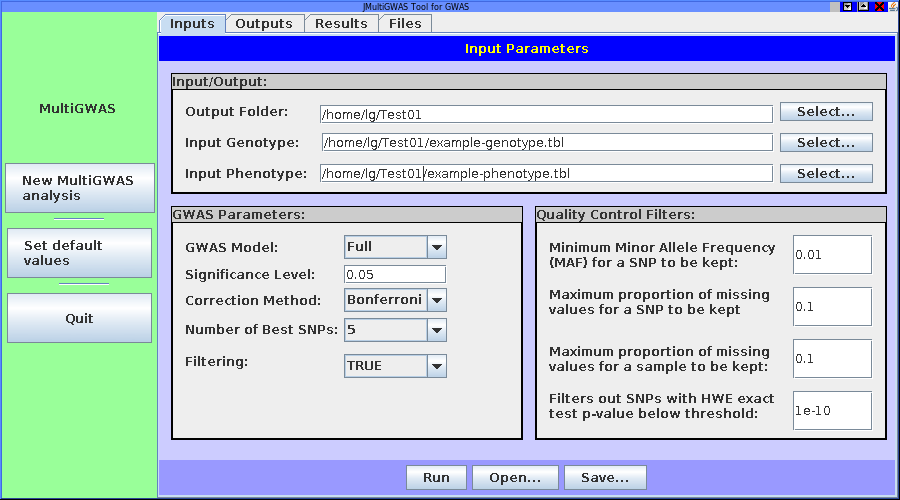 JMultiGWAS Tool for GWAS
Inputs Outputs Results Files
Input Parameters
MultiGWAS
New MultiGWAS
analysis
Set default
values
Quit
Input/Output:
Output Folder: /home/lg/Test01 Select...
Input Genotype: /home/lg/Test01/example-genotype.tbl Select...
Input Phenotype: /home/lg/Test01/example-phenotype.tbl Select...
GWAS Parameters:
GWAS Model: Full
Significance Level: 0.05
Correction Method: Bonferroni
Number of Best SNPs: 5
Filtering: TRUE
Quality Control Filters:
Minimum Minor Allele Frequency
(MAF) for a SNP to be kept: 0.01
Maximum proportion of missing
values for a SNP to be kept 0.1
Maximum proportion of missing
values for a sample to be kept: 0.1
Filters out SNPs with HWE exact
test p-value below threshold: 1e-10
Run Open... Save...